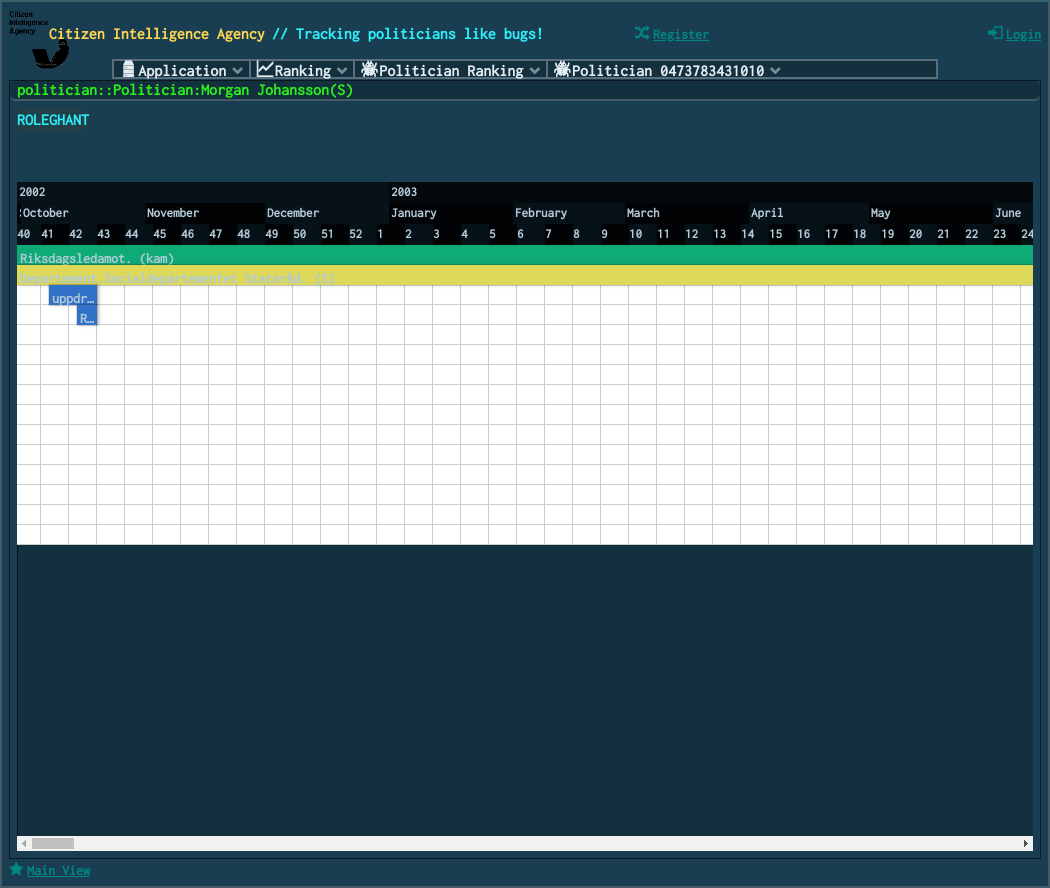 Citizen
Intelligence
Agency
Citizen Intelligence Agency // Tracking politicians like bugs!
Register
Login
Application
Ranking
Politician Ranking
Politician 0473783431010
politician::Politician:Morgan Johansson(S)
ROLEGHANT
2002 2003
October November December January February March April May June
40 41 42 43 44 45 46 47 48 49 50 51 52 1 2 3 4 5 6 7 8 9 10 11 12 13 14 15 16 17 18 19 20 21 22 23 24
Riksdagsledamot. (kam)
Departement.Socialdepartementet.Statsråd. (S)
uppdr…
R…
Main View